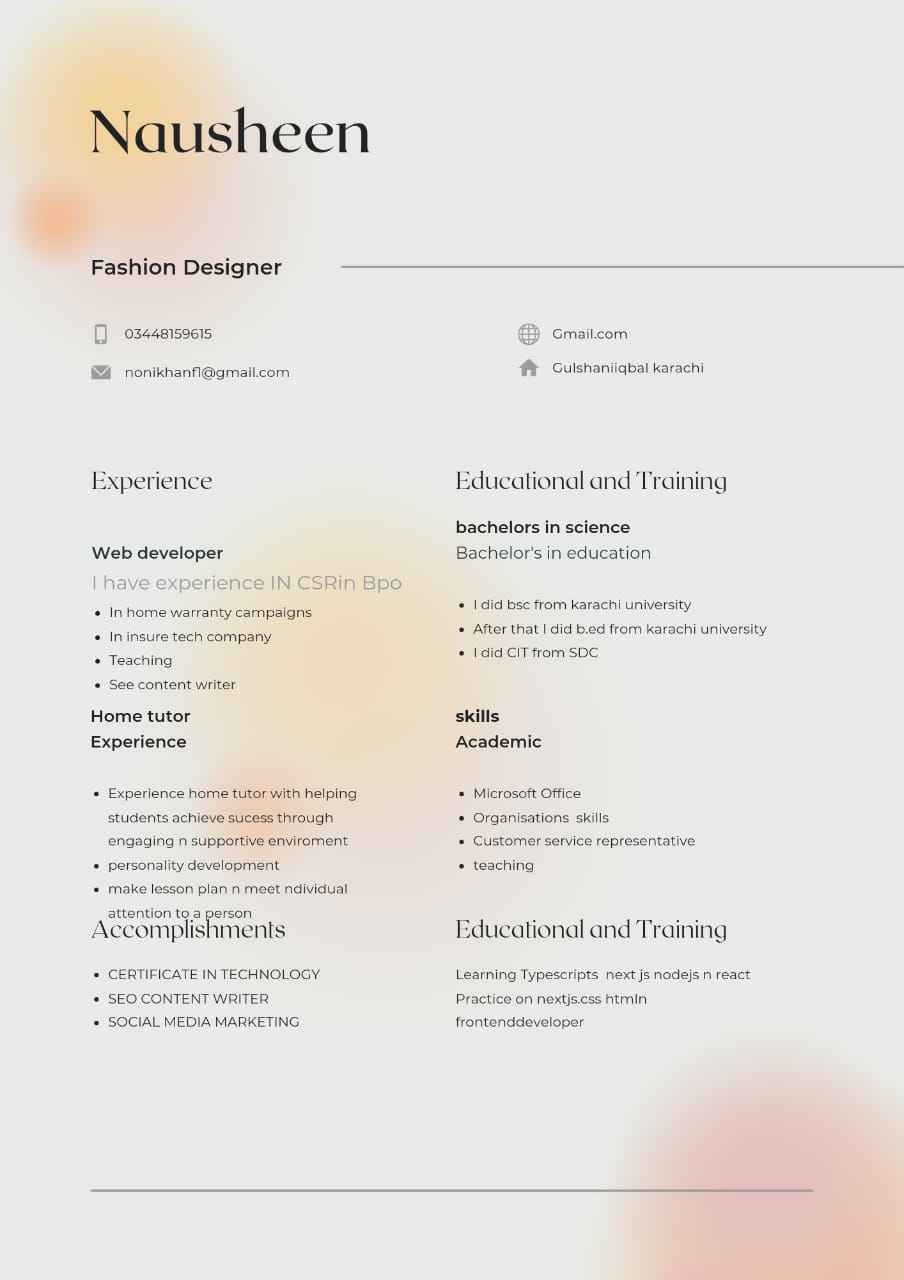 Nausheen
Fashion Designer
03448159615
nonikhanf1@gmail.com
Gmail.com
Gulshaniiqbal karachi
Experience
Web developer
I have experience IN CSRin Bpo
• In home warranty campaigns
• In insure tech company
• Teaching
• See content writer
Home tutor
Experience
• Experience home tutor with helping
students achieve sucess through
engaging n supportive enviroment
• personality development
• make lesson plan n meet ndividual
attention to a person
Accomplishments
• CERTIFICATE IN TECHNOLOGY
• SEO CONTENT WRITER
• SOCIAL MEDIA MARKETING
Educational and Training
bachelors in science
Bachelor's in education
• I did bsc from karachi university
• After that I did b.ed from karachi university
• I did CIT from SDC
skills
Academic
• Microsoft Office
• Organisations skills
• Customer service representative
• teaching
Educational and Training
Learning Typescripts next js nodejs n react
Practice on nextjs.css htmln
frontenddeveloper